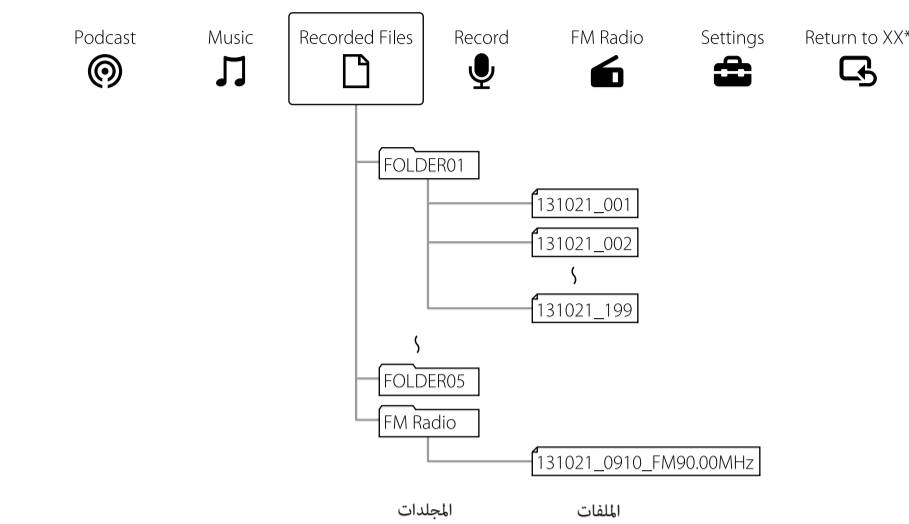 Podcast Music Recorded Files Record FM Radio Settings Return to XX*
FOLDER01
131021_001
131021_002
131021_199
FOLDER05
FM Radio
131021_0910_FM90.00MHz
المجلدات الملفات